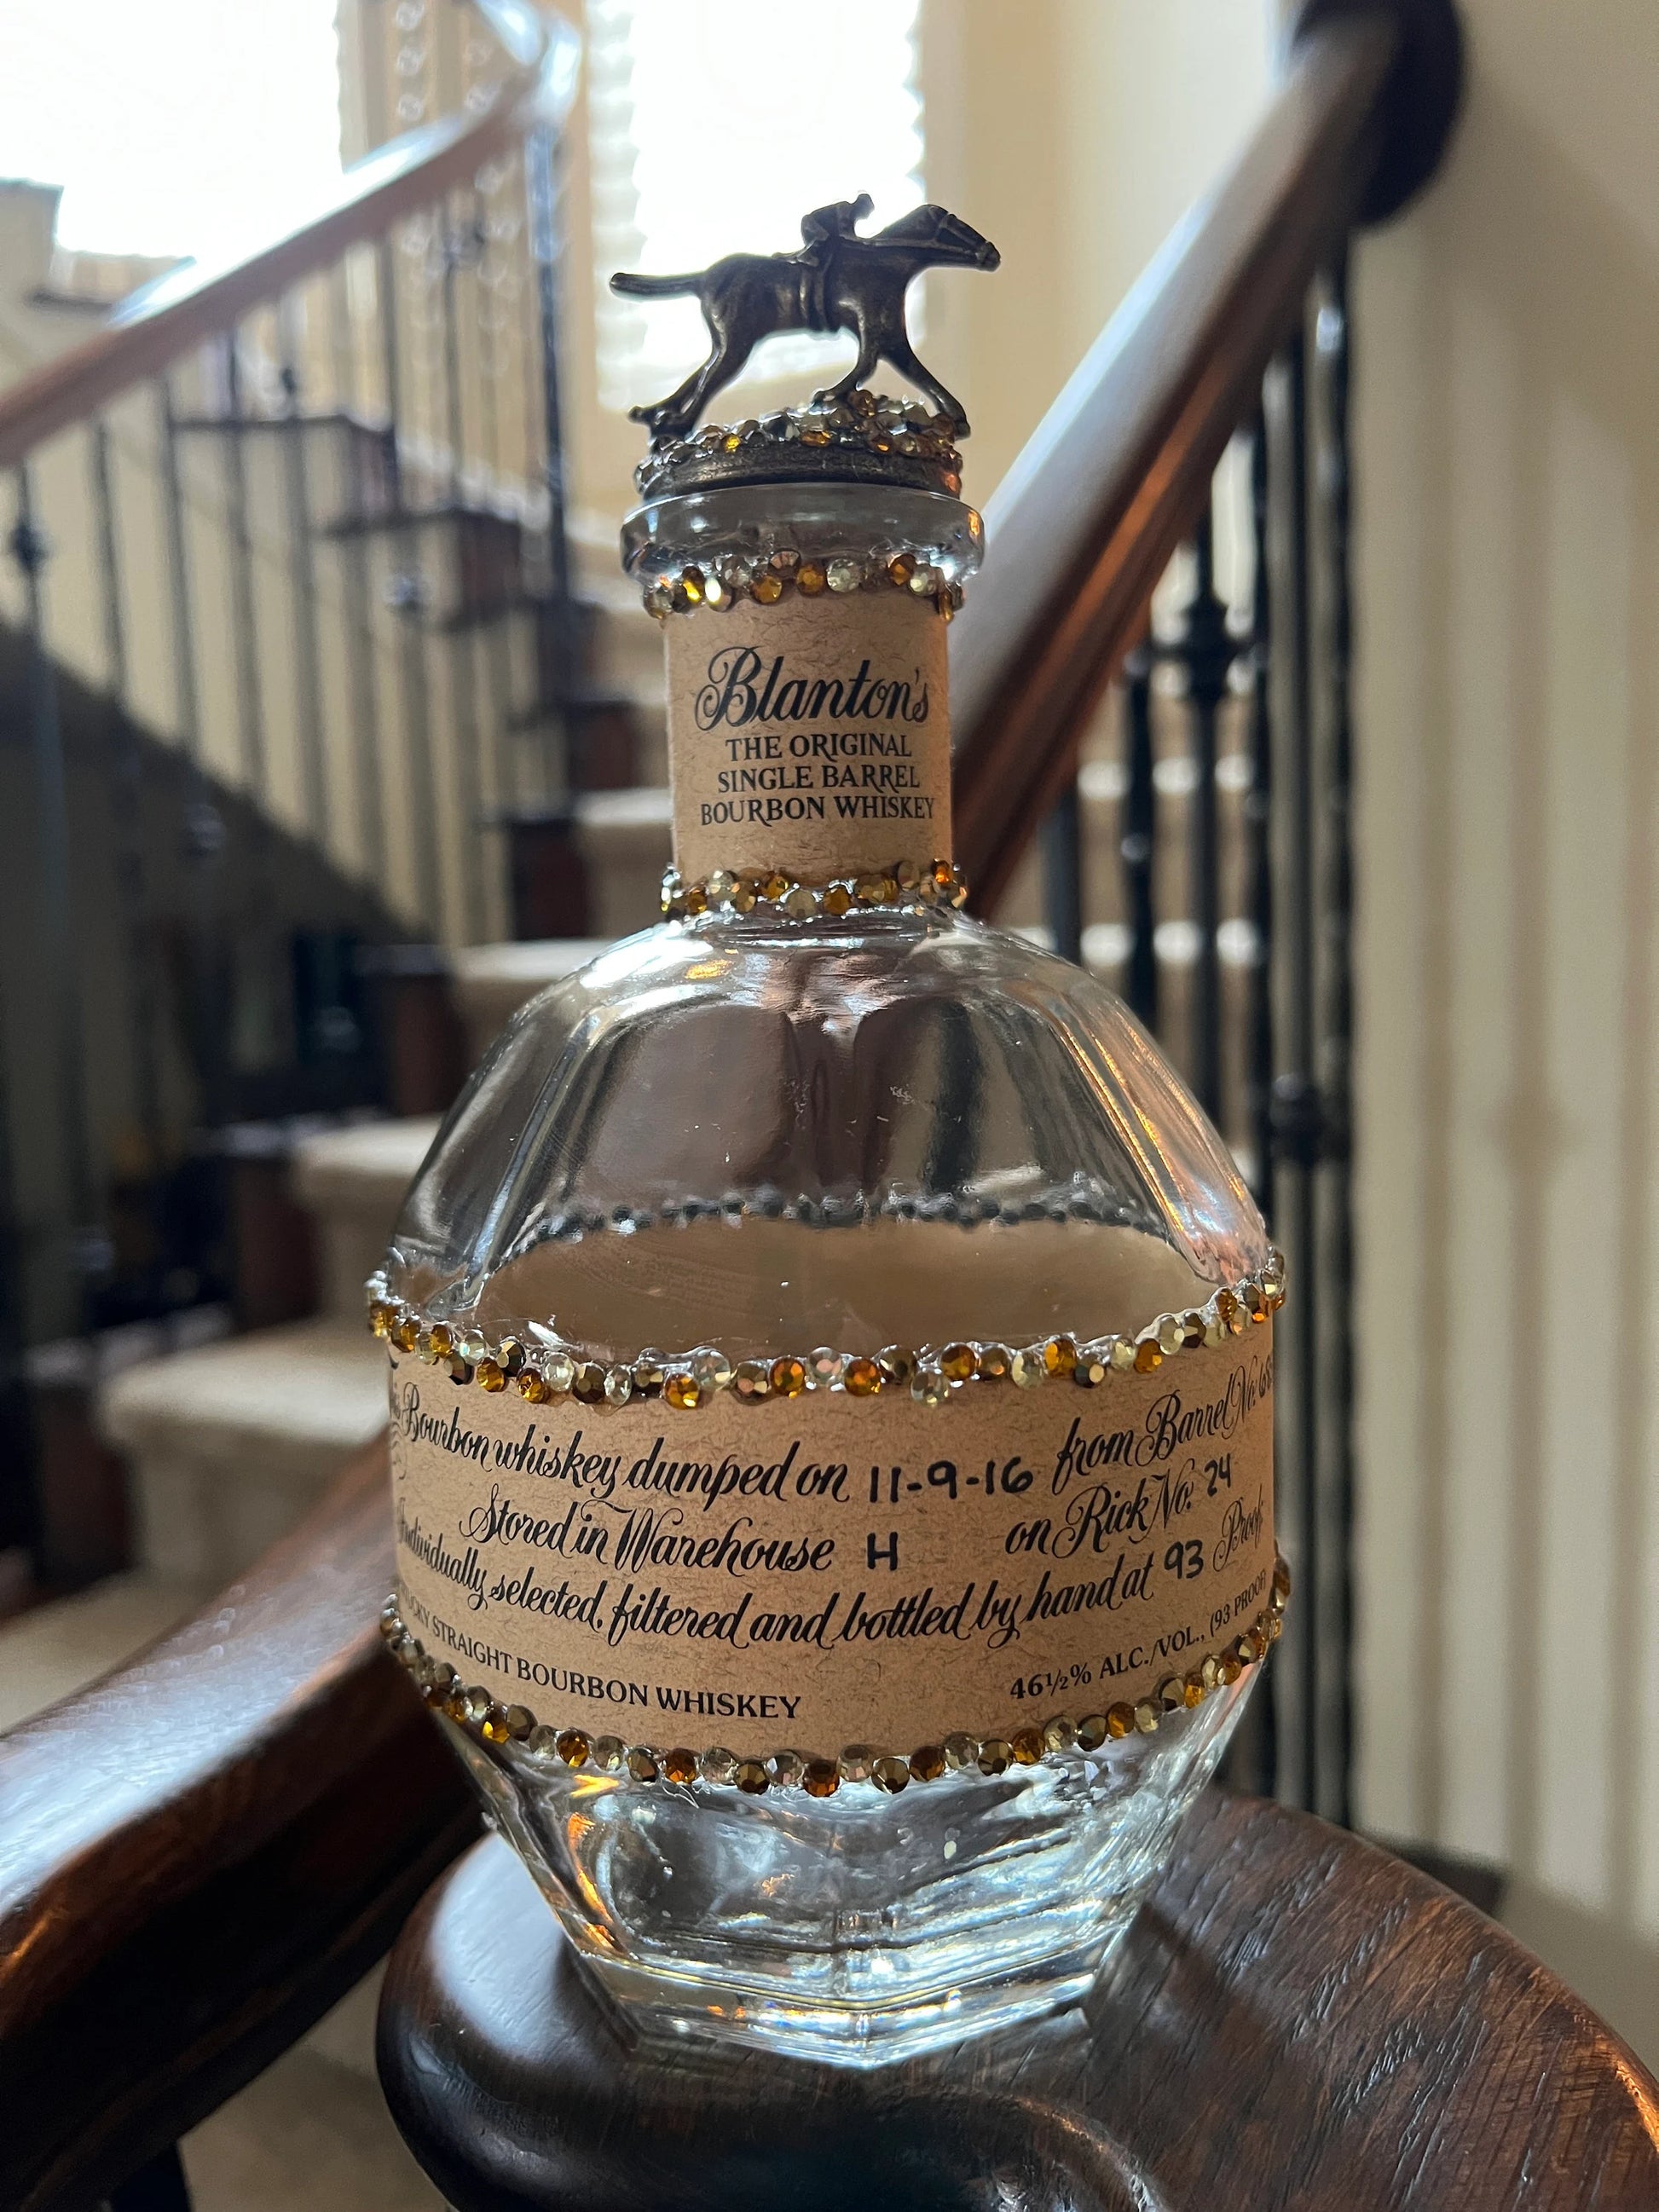 Blanton's
THE ORIGINAL
SINGLE BARREL
BOURBON WHISKEY
Bourbon whiskey dumped on 11-9-16 from Barrel No.
Stored in Warehouse H on Rick No. 24
Individually selected, filtered and bottled by hand at 93 Proof
STRAIGHT BOURBON WHISKEY 46½% ALC./VOL., (93 PROOF)